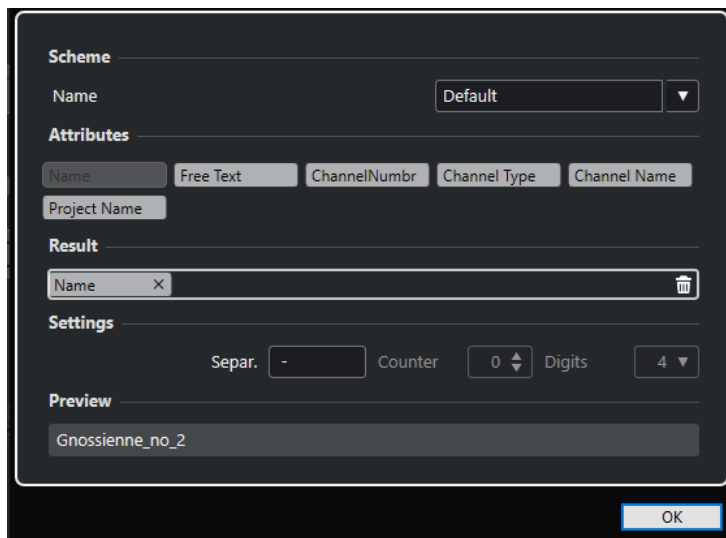 Scheme
Name Default
Attributes
Name Free Text ChannelNumbr Channel Type Channel Name
Project Name
Result
Name ×
Settings
Separ. - Counter 0 Digits 4
Preview
Gnossienne_no_2
OK